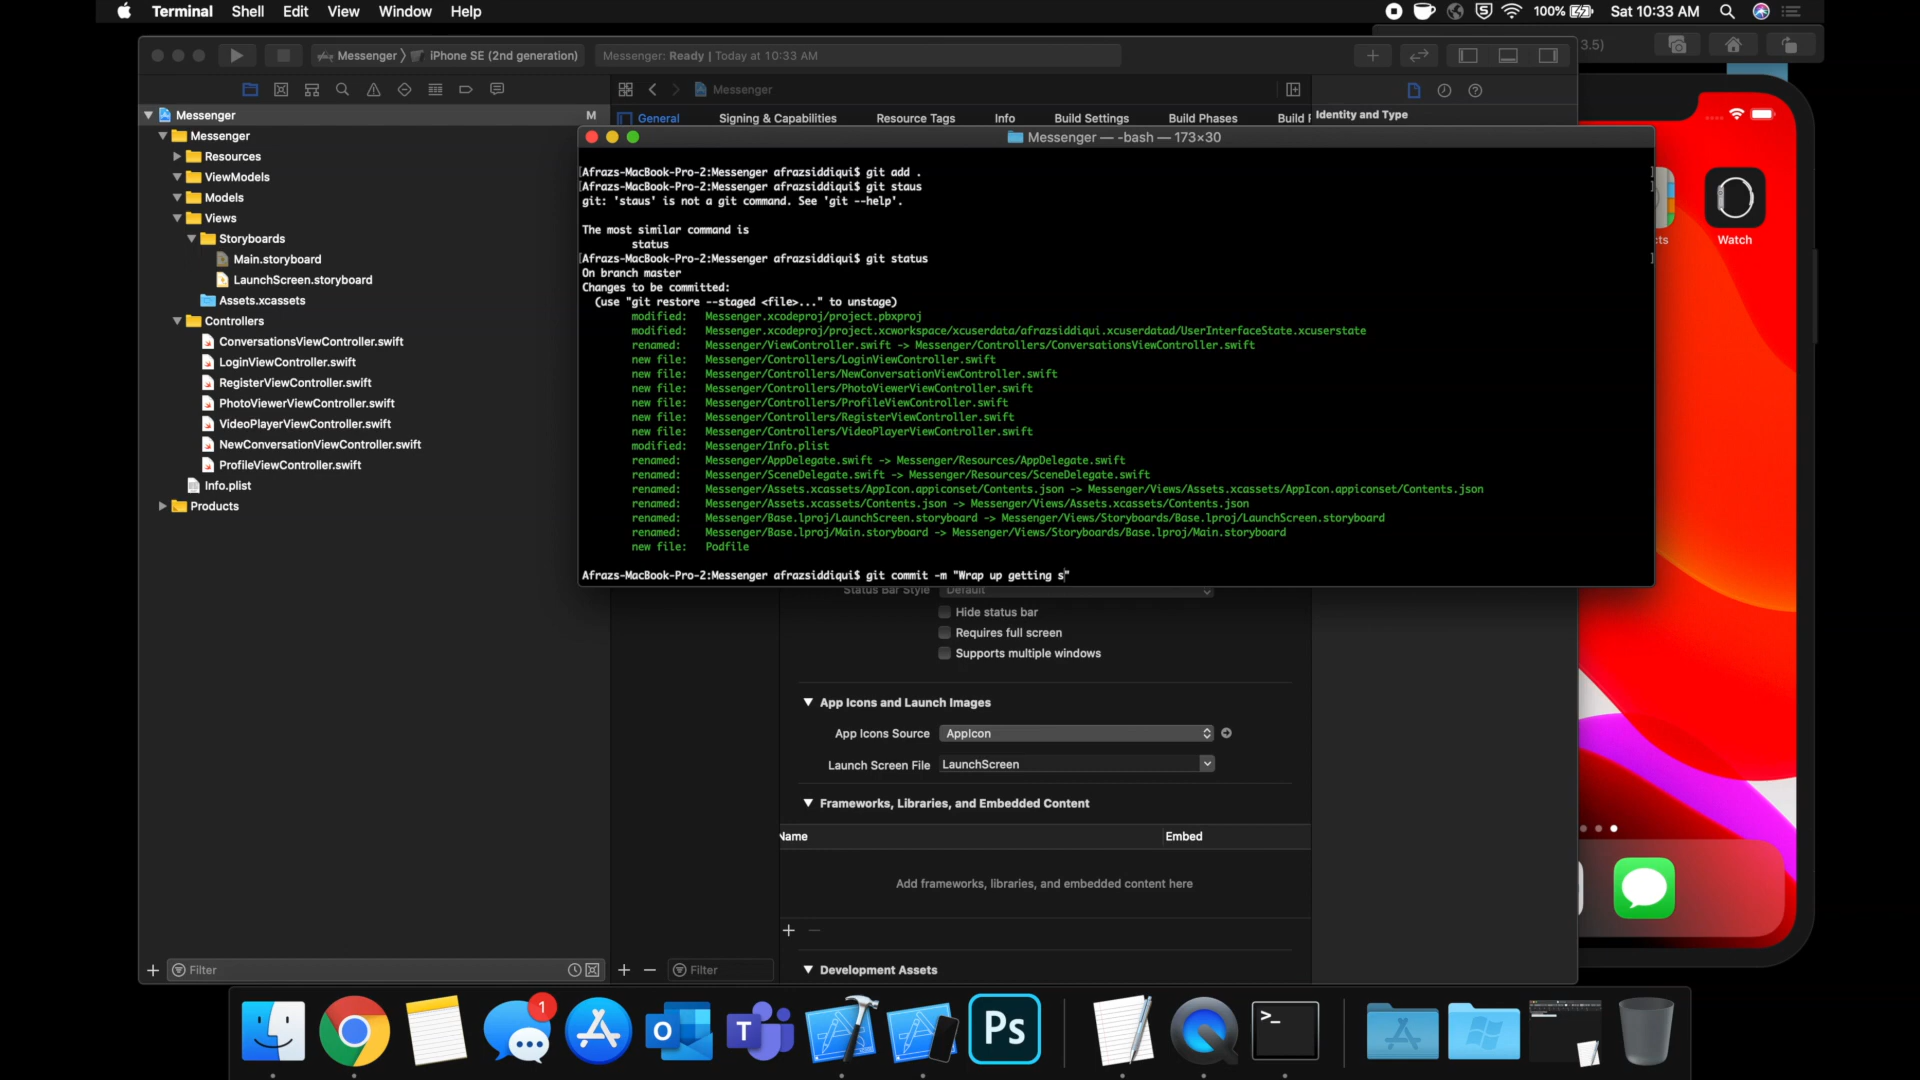 Terminal Shell Edit View Window Help
100% Sat 10:33 AM
3.5)
Messenger 〉 iPhone SE (2nd generation)
Messenger: Ready | Today at 10:33 AM
Messenger
Messenger M
General Signing & Capabilities Resource Tags Info Build Settings Build Phases Build
Identity and Type
Messenger
Resources
ViewModels
Models
Views
Storyboards
Main.storyboard
LaunchScreen.storyboard
Assets.xcassets
Controllers
ConversationsViewController.swift
LoginViewController.swift
RegisterViewController.swift
PhotoViewerViewController.swift
VideoPlayerViewController.swift
NewConversationViewController.swift
ProfileViewController.swift
Info.plist
Products
Messenger — -bash — 173×30
[Afrazs-MacBook-Pro-2:Messenger afrazsiddiqui$ git add . ]
[Afrazs-MacBook-Pro-2:Messenger afrazsiddiqui$ git staus ]
git: 'staus' is not a git command. See 'git --help'.
The most similar command is
status
[Afrazs-MacBook-Pro-2:Messenger afrazsiddiqui$ git status ]
On branch master
Changes to be committed:
(use "git restore --staged <file>..." to unstage)
modified: Messenger.xcodeproj/project.pbxproj
modified: Messenger.xcodeproj/project.xcworkspace/xcuserdata/afrazsiddiqui.xcuserdatad/UserInterfaceState.xcuserstate
renamed: Messenger/ViewController.swift -> Messenger/Controllers/ConversationsViewController.swift
new file: Messenger/Controllers/LoginViewController.swift
new file: Messenger/Controllers/NewConversationViewController.swift
new file: Messenger/Controllers/PhotoViewerViewController.swift
new file: Messenger/Controllers/ProfileViewController.swift
new file: Messenger/Controllers/RegisterViewController.swift
new file: Messenger/Controllers/VideoPlayerViewController.swift
modified: Messenger/Info.plist
renamed: Messenger/AppDelegate.swift -> Messenger/Resources/AppDelegate.swift
renamed: Messenger/SceneDelegate.swift -> Messenger/Resources/SceneDelegate.swift
renamed: Messenger/Assets.xcassets/AppIcon.appiconset/Contents.json -> Messenger/Views/Assets.xcassets/AppIcon.appiconset/Contents.json
renamed: Messenger/Assets.xcassets/Contents.json -> Messenger/Views/Assets.xcassets/Contents.json
renamed: Messenger/Base.lproj/LaunchScreen.storyboard -> Messenger/Views/Storyboards/Base.lproj/LaunchScreen.storyboard
renamed: Messenger/Base.lproj/Main.storyboard -> Messenger/Views/Storyboards/Base.lproj/Main.storyboard
new file: Podfile
Afrazs-MacBook-Pro-2:Messenger afrazsiddiqui$ git commit -m "Wrap up getting s"
Status Bar Style Default
Hide status bar
Requires full screen
Supports multiple windows
App Icons and Launch Images
App Icons Source AppIcon
Launch Screen File LaunchScreen
Frameworks, Libraries, and Embedded Content
Name Embed
Add frameworks, libraries, and embedded content here
Development Assets
Filter
Filter
ts
Watch
1
Ps
>_